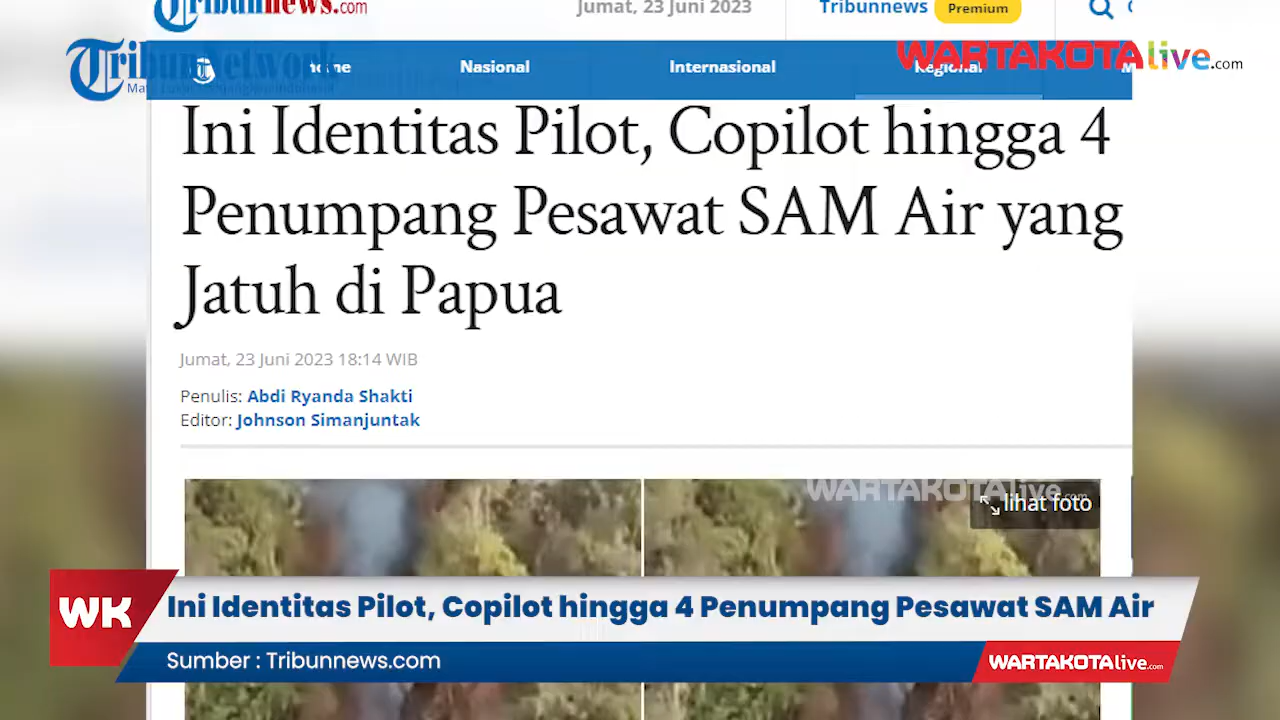 Tribunnews.com
Jumat, 23 Juni 2023
Tribunnews Premium
Tribun Network
WARTAKOTAlive.com
Nasional
Internasional
Regional
Ini Identitas Pilot, Copilot hingga 4
Penumpang Pesawat SAM Air yang
Jatuh di Papua
Jumat, 23 Juni 2023 18:14 WIB
Penulis: Abdi Ryanda Shakti
Editor: Johnson Simanjuntak
WARTAKOTAlive.com
lihat foto
WK
Ini Identitas Pilot, Copilot hingga 4 Penumpang Pesawat SAM Air
Sumber : Tribunnews.com
WARTAKOTAlive.com